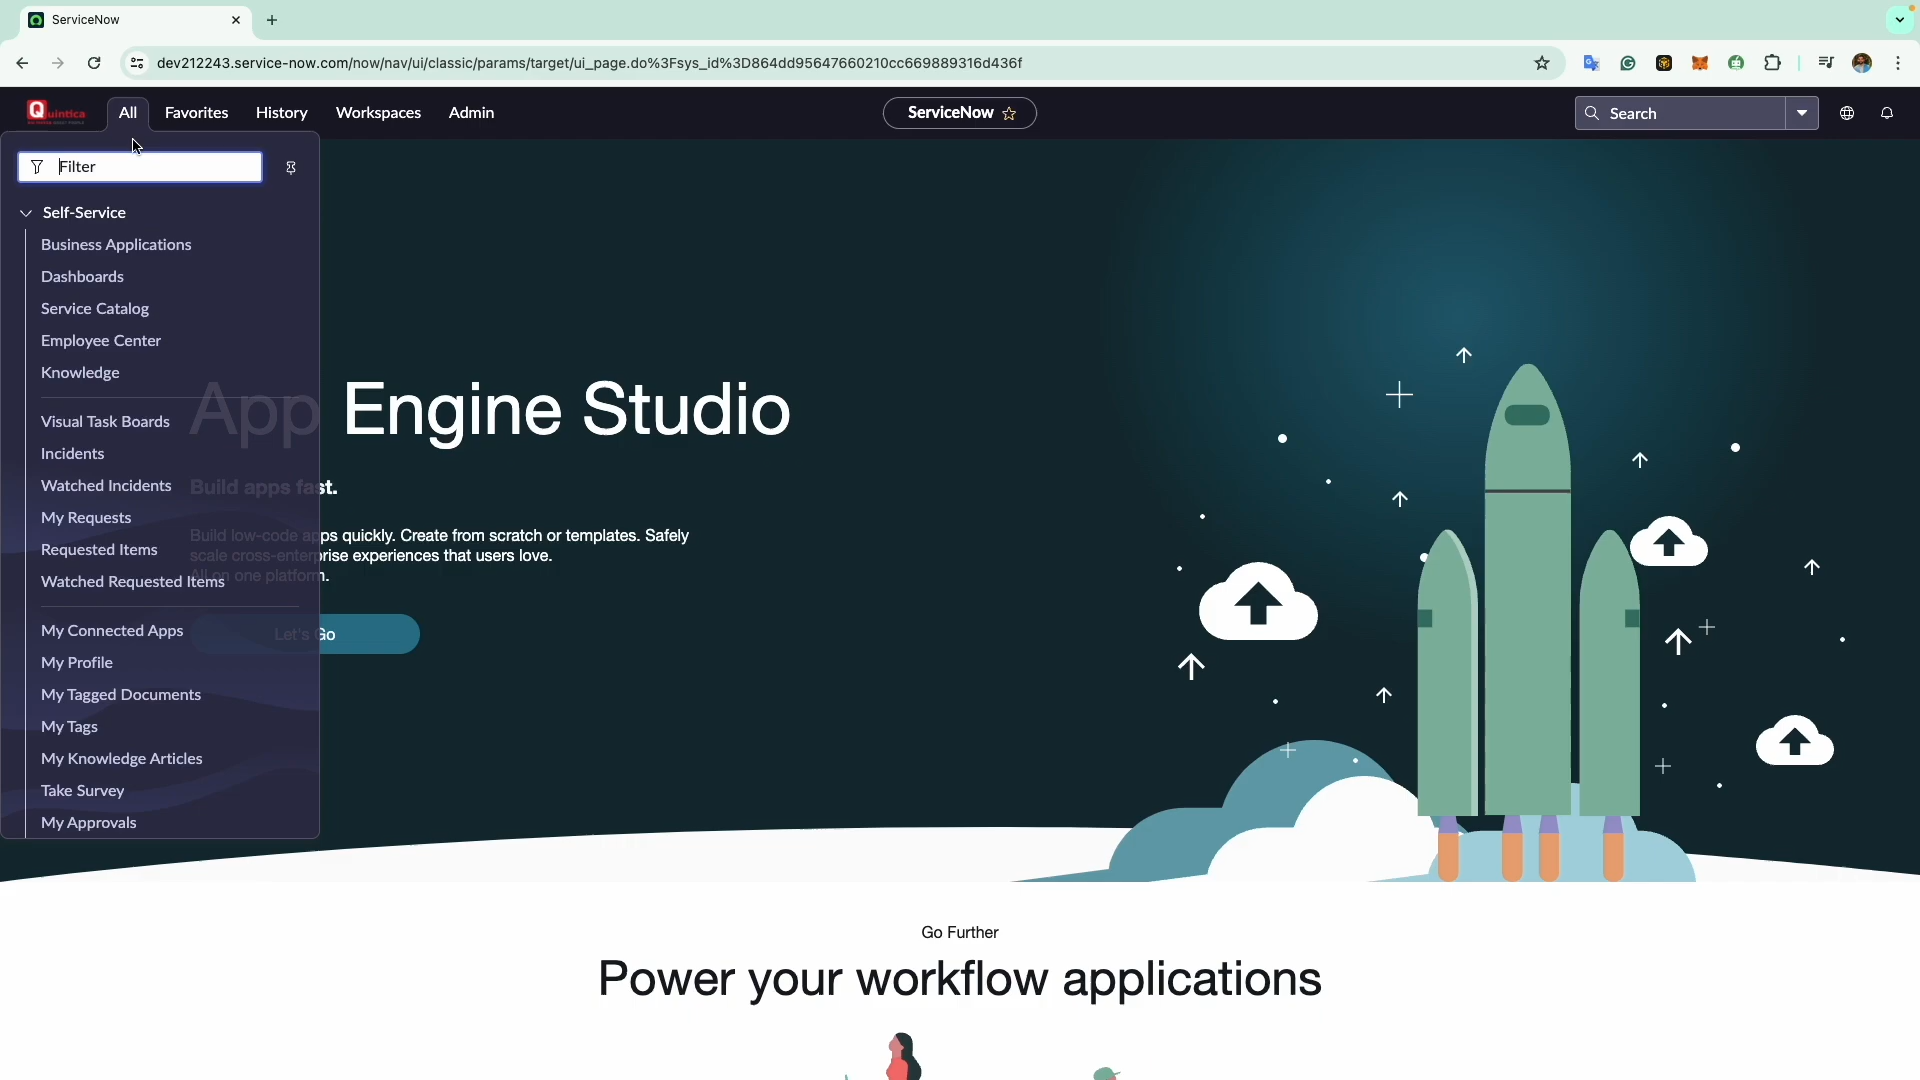 ServiceNow
dev212243.service-now.com/now/nav/ui/classic/params/target/ui_page.do%3Fsys_id%3D864dd95647660210cc669889316d436f
Quintica
All
Favorites
History
Workspaces
Admin
ServiceNow
Search
Filter
Self-Service
Business Applications
Dashboards
Service Catalog
Employee Center
Knowledge
Visual Task Boards
Incidents
Watched Incidents
My Requests
Requested Items
Watched Requested Items
My Connected Apps
My Profile
My Tagged Documents
My Tags
My Knowledge Articles
Take Survey
My Approvals
App Engine Studio
Build apps fast.
Build low-code apps quickly. Create from scratch or templates. Safely
scale cross-enterprise experiences that users love.
All on one platform.
Let's Go
Go Further
Power your workflow applications